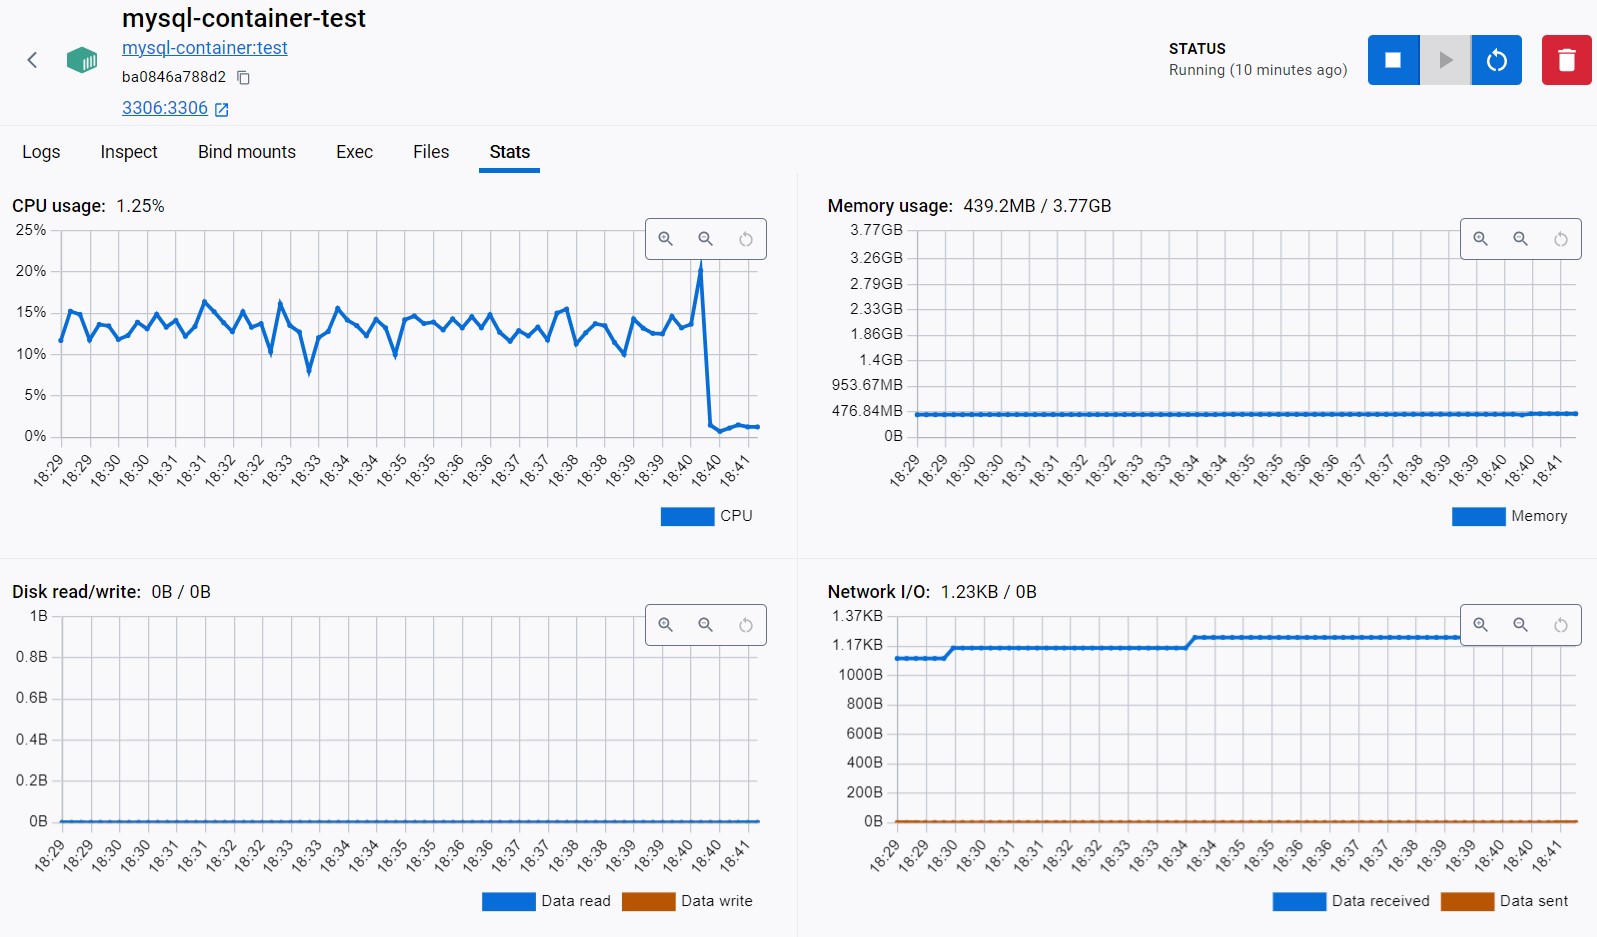 mysql-container-test
mysql-container:test
ba0846a788d2
3306:3306
STATUS
Running (10 minutes ago)
Logs Inspect Bind mounts Exec Files Stats
CPU usage: 1.25%
25%
20%
15%
10%
5%
0%
18:29 18:29 18:30 18:30 18:31 18:31 18:32 18:32 18:33 18:33 18:34 18:34 18:35 18:35 18:36 18:36 18:37 18:37 18:38 18:38 18:39 18:39 18:40 18:40 18:41
CPU
Memory usage: 439.2MB / 3.77GB
3.77GB
3.26GB
2.79GB
2.33GB
1.86GB
1.4GB
953.67MB
476.84MB
0B
18:29 18:29 18:30 18:30 18:31 18:31 18:32 18:32 18:33 18:33 18:34 18:34 18:35 18:35 18:36 18:37 18:37 18:38 18:39 18:39 18:40 18:40 18:41
Memory
Disk read/write: 0B / 0B
1B
0.8B
0.6B
0.4B
0.2B
0B
18:29 18:29 18:30 18:30 18:31 18:31 18:32 18:32 18:33 18:33 18:34 18:34 18:35 18:35 18:36 18:36 18:37 18:37 18:38 18:38 18:39 18:39 18:40 18:40 18:41
Data read Data write
Network I/O: 1.23KB / 0B
1.37KB
1.17KB
1000B
800B
600B
400B
200B
0B
18:29 18:29 18:30 18:30 18:31 18:31 18:32 18:32 18:33 18:33 18:34 18:34 18:35 18:35 18:36 18:36 18:37 18:37 18:38 18:39 18:39 18:40 18:40 18:41
Data received Data sent